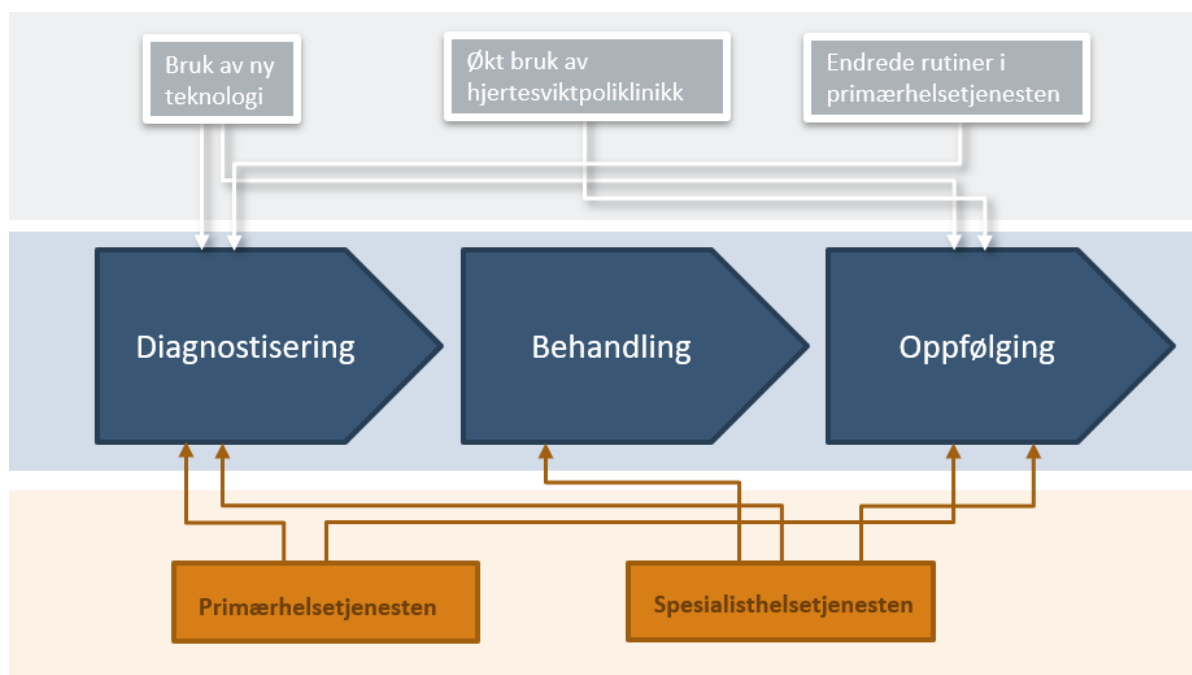 Bruk av ny
teknologi
Økt bruk av
hjertesviktpoliklinikk
Endrede rutiner i
primærhelsetjenesten
Diagnostisering
Behandling
Oppfølging
Primærhelsetjenesten
Spesialisthelsetjenesten